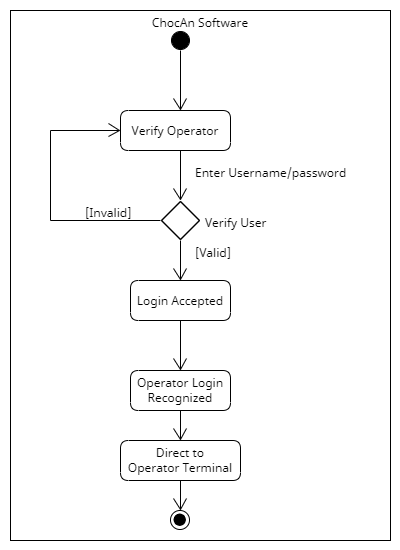 ChocAn Software
Verify Operator
Enter Username/password
[Invalid]
Verify User
[Valid]
Login Accepted
Operator Login
Recognized
Direct to
Operator Terminal